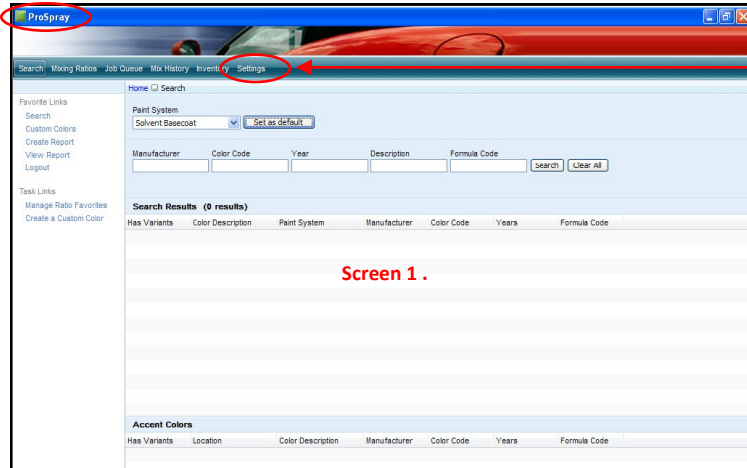 ProSpray
Search Mixing Ratios Job Queue Mix History Inventory Settings
Home Search
Favorite Links
Search
Custom Colors
Create Report
View Report
Logout
Task Links
Manage Ratio Favorites
Create a Custom Color
Paint System
Solvent Basecoat Set as default
Manufacturer Color Code Year Description Formula Code
Search Clear All
Search Results (0 results)
Has Variants Color Description Paint System Manufacturer Color Code Years Formula Code
Screen 1 .
Accent Colors
Has Variants Location Color Description Manufacturer Color Code Years Formula Code